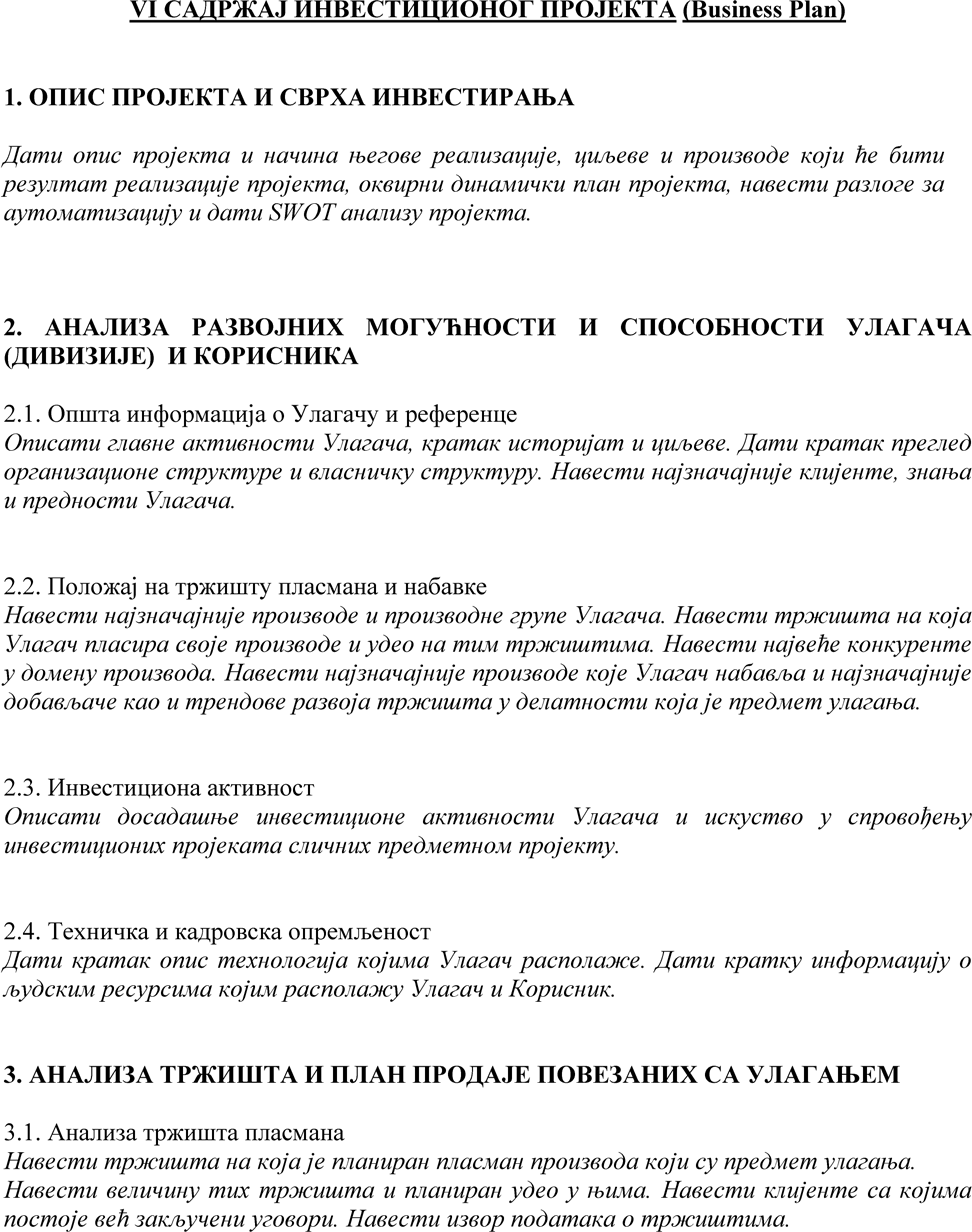 VI САДРЖАЈ ИНВЕСТИЦИОНОГ ПРОЈЕКТА (Business Plan)
1. ОПИС ПРОЈЕКТА И СВРХА ИНВЕСТИРАЊА
Дати опис пројекта и начина његове реализације, циљеве и производе који ће бити
резултат реализације пројекта, оквирни динамички план пројекта, навести разлоге за
аутоматизацију и дати SWOT анализу пројекта.
2. АНАЛИЗА РАЗВОЈНИХ МОГУЋНОСТИ И СПОСОБНОСТИ УЛАГАЧА
(ДИВИЗИЈЕ) И КОРИСНИКА
2.1. Општа информација о Улагачу и референце
Описати главне активности Улагача, кратак историјат и циљеве. Дати кратак преглед
организационе структуре и власничку структуру. Навести најзначајније клијенте, знања
и предности Улагача.
2.2. Положај на тржишту пласмана и набавке
Навести најзначајније производе и производне групе Улагача. Навести тржишта на која
Улагач пласира своје производе и удео на тим тржиштима. Навести највеће конкуренте
у домену производа. Навести најзначајније производе које Улагач набавља и најзначајније
добављаче као и трендове развоја тржишта у делатности која је предмет улагања.
2.3. Инвестициона активност
Описати досадашње инвестиционе активности Улагача и искуство у спровођењу
инвестиционих пројеката сличних предметном пројекту.
2.4. Техничка и кадровска опремљеност
Дати кратак опис технологија којима Улагач располаже. Дати кратку информацију о
људским ресурсима којим располажу Улагач и Корисник.
3. АНАЛИЗА ТРЖИШТА И ПЛАН ПРОДАЈЕ ПОВЕЗАНИХ СА УЛАГАЊЕМ
3.1. Анализа тржишта пласмана
Навести тржишта на која је планиран пласман производа који су предмет улагања.
Навести величину тих тржишта и планиран удео у њима. Навести клијенте са којима
постоје већ закључени уговори. Навести извор података о тржиштима.